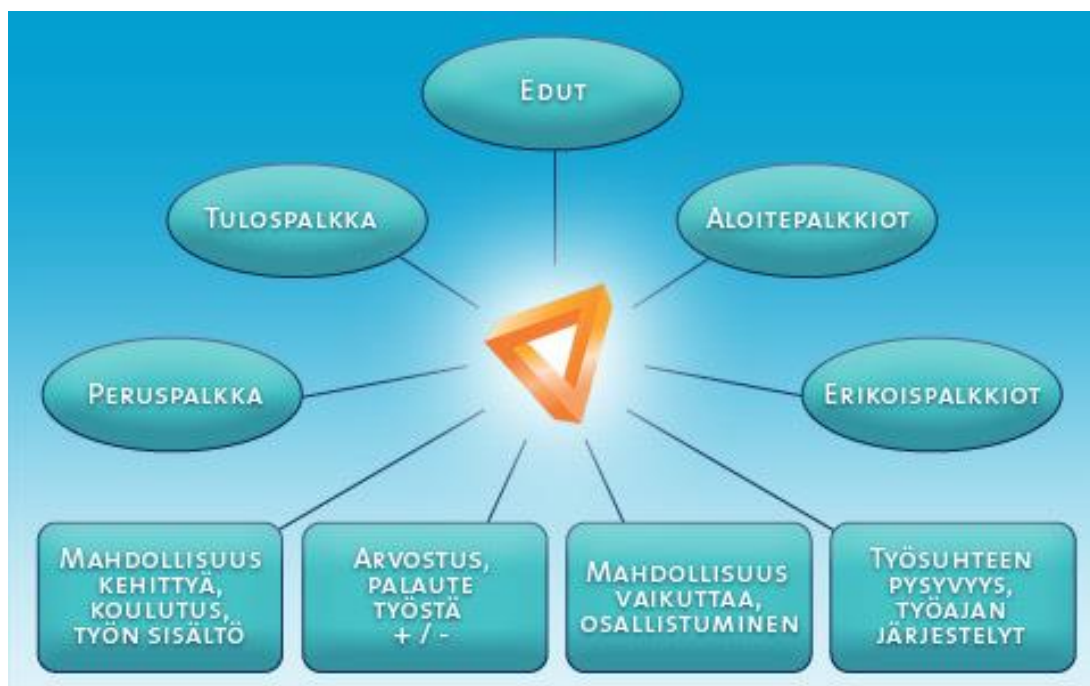 EDUT
TULOSPALKKA
ALOITEPALKKIOT
PERUSPALKKA
ERIKOISPALKKIOT
MAHDOLLISUUS
KEHITTYÄ,
KOULUTUS,
TYÖN SISÄLTÖ
ARVOSTUS,
PALAUTE
TYÖSTÄ
+ / -
MAHDOLLISUUS
VAIKUTTAA,
OSALLISTUMINEN
TYÖSUHTEEN
PYSYVYYS,
TYÖAJAN
JÄRJESTELYT